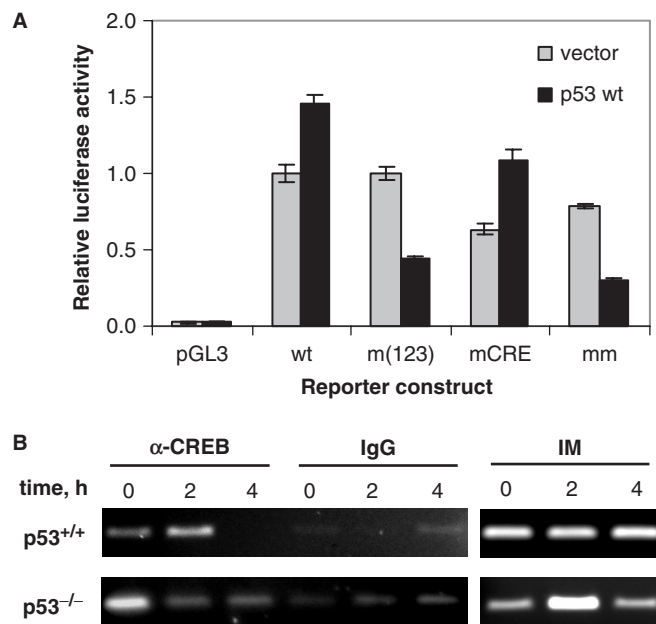 A
Relative luciferase activity
2.0
1.5
1.0
0.5
0.0
vector
p53 wt
pGL3 wt m(123) mCRE mm
Reporter construct
B
α-CREB IgG IM
time, h 0 2 4 0 2 4 0 2 4
p53+/+
p53−/−